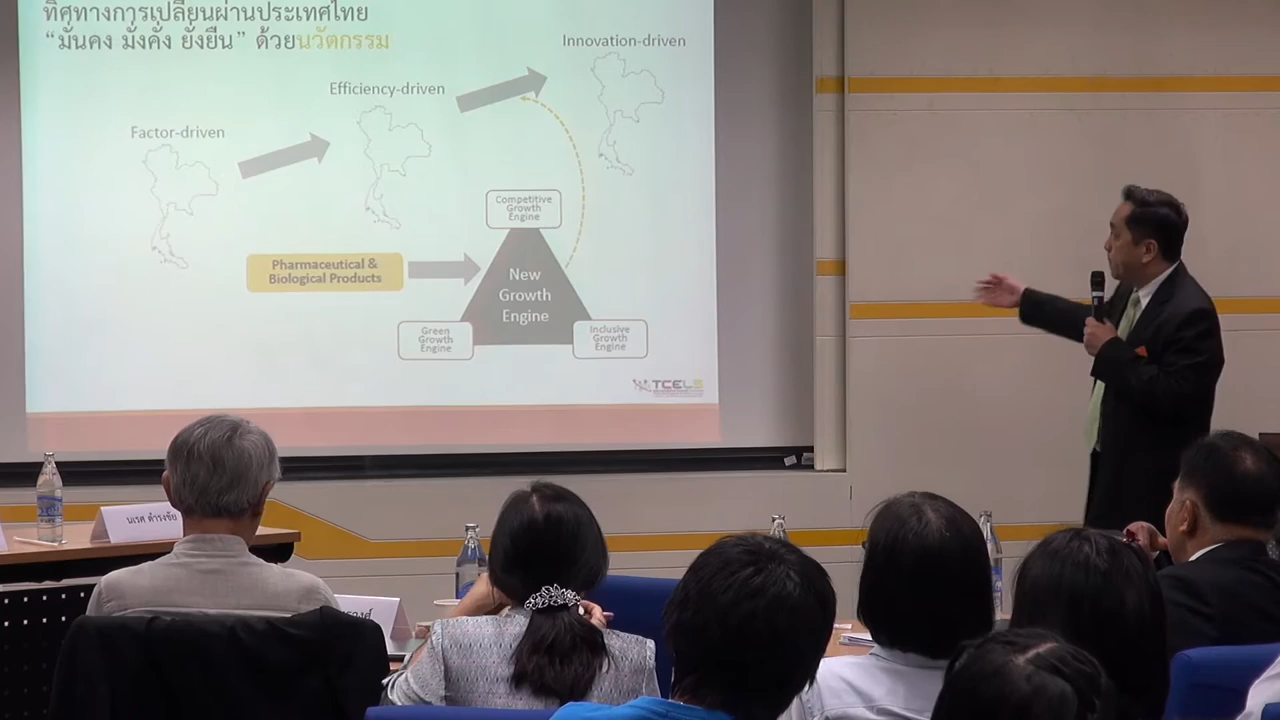 ทิศทางการเปลี่ยนผ่านประเทศไทย
“มั่นคง มั่งคั่ง ยั่งยืน” ด้วยนวัตกรรม
Innovation-driven
Efficiency-driven
Factor-driven
Competitive
Growth
Engine
Pharmaceutical &
Biological Products
New
Growth
Engine
Green
Growth
Engine
Inclusive
Growth
Engine
TCELS
นเรศ ดำรงชัย